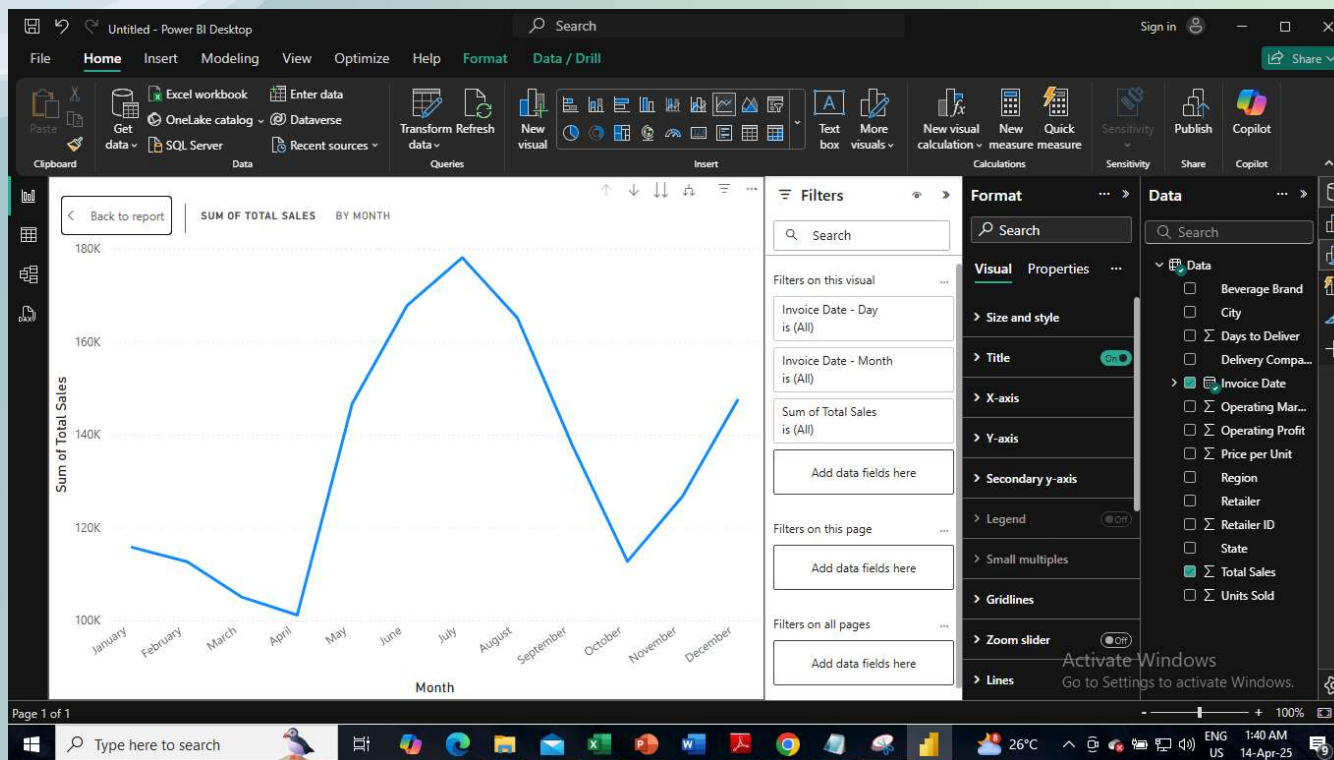 Untitled - Power BI Desktop
Search
Sign in
File Home Insert Modeling View Optimize Help Format Data / Drill
Share
Paste
Clipboard
Get data
Excel workbook
OneLake catalog
SQL Server
Enter data
Dataverse
Recent sources
Data
Transform data
Refresh
Queries
New visual
Text box
More visuals
Insert
New visual calculation
New measure
Quick measure
Calculations
Sensitivity
Sensitivity
Publish
Share
Copilot
Copilot
Back to report
SUM OF TOTAL SALES BY MONTH
180K
160K
140K
120K
100K
Sum of Total Sales
January February March April May June July August September October November December
Month
Filters
Search
Filters on this visual ...
Invoice Date - Day
is (All)
Invoice Date - Month
is (All)
Sum of Total Sales
is (All)
Add data fields here
Filters on this page ...
Add data fields here
Filters on all pages ...
Add data fields here
Format
Search
Visual Properties ...
Size and style
Title On
X-axis
Y-axis
Secondary y-axis
Legend Off
Small multiples
Gridlines
Zoom slider Off
Lines
Data
Search
Data
Beverage Brand
City
Σ Days to Deliver
Delivery Compa...
Invoice Date
Σ Operating Mar...
Σ Operating Profit
Σ Price per Unit
Region
Retailer
Σ Retailer ID
State
Σ Total Sales
Σ Units Sold
Activate Windows
Go to Settings to activate Windows.
Page 1 of 1
- + 100%
Type here to search
26°C
ENG
US
1:40 AM
14-Apr-25
9